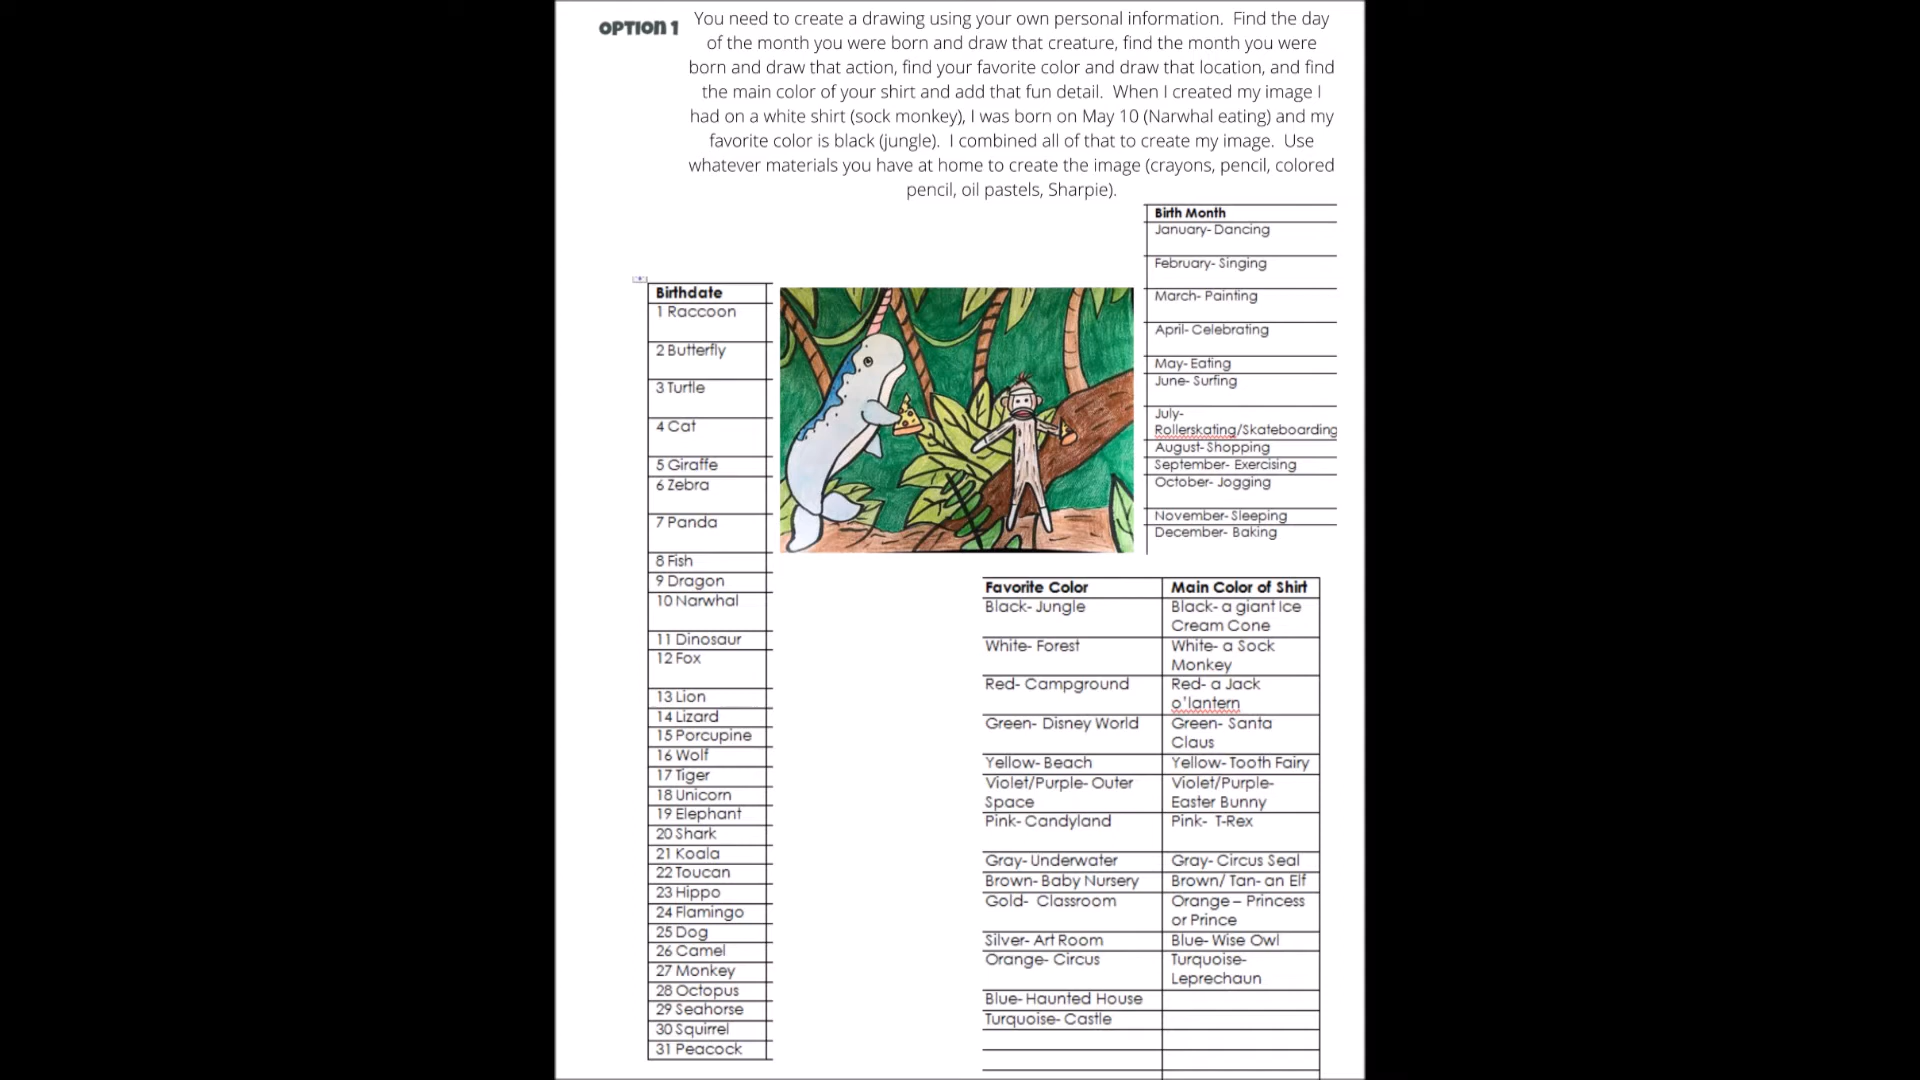 OPTION 1
You need to create a drawing using your own personal information. Find the day
of the month you were born and draw that creature, find the month you were
born and draw that action, find your favorite color and draw that location, and find
the main color of your shirt and add that fun detail. When I created my image I
had on a white shirt (sock monkey), I was born on May 10 (Narwhal eating) and my
favorite color is black (jungle). I combined all of that to create my image. Use
whatever materials you have at home to create the image (crayons, pencil, colored
pencil, oil pastels, Sharpie).
Birthdate
1 Raccoon
2 Butterfly
3 Turtle
4 Cat
5 Giraffe
6 Zebra
7 Panda
8 Fish
9 Dragon
10 Narwhal
11 Dinosaur
12 Fox
13 Lion
14 Lizard
15 Porcupine
16 Wolf
17 Tiger
18 Unicorn
19 Elephant
20 Shark
21 Koala
22 Toucan
23 Hippo
24 Flamingo
25 Dog
26 Camel
27 Monkey
28 Octopus
29 Seahorse
30 Squirrel
31 Peacock
Birth Month
January- Dancing
February- Singing
March- Painting
April- Celebrating
May- Eating
June- Surfing
July-
Rollerskating/Skateboarding
August- Shopping
September- Exercising
October- Jogging
November- Sleeping
December- Baking
Favorite Color
Black- Jungle
White- Forest
Red- Campground
Green- Disney World
Yellow- Beach
Violet/Purple- Outer
Space
Pink- Candyland
Gray- Underwater
Brown- Baby Nursery
Gold- Classroom
Silver- Art Room
Orange- Circus
Blue- Haunted House
Turquoise- Castle
Main Color of Shirt
Black- a giant Ice
Cream Cone
White- a Sock
Monkey
Red- a Jack
o'lantern
Green- Santa
Claus
Yellow- Tooth Fairy
Violet/Purple-
Easter Bunny
Pink- T-Rex
Gray- Circus Seal
Brown/ Tan- an Elf
Orange – Princess
or Prince
Blue- Wise Owl
Turquoise-
Leprechaun